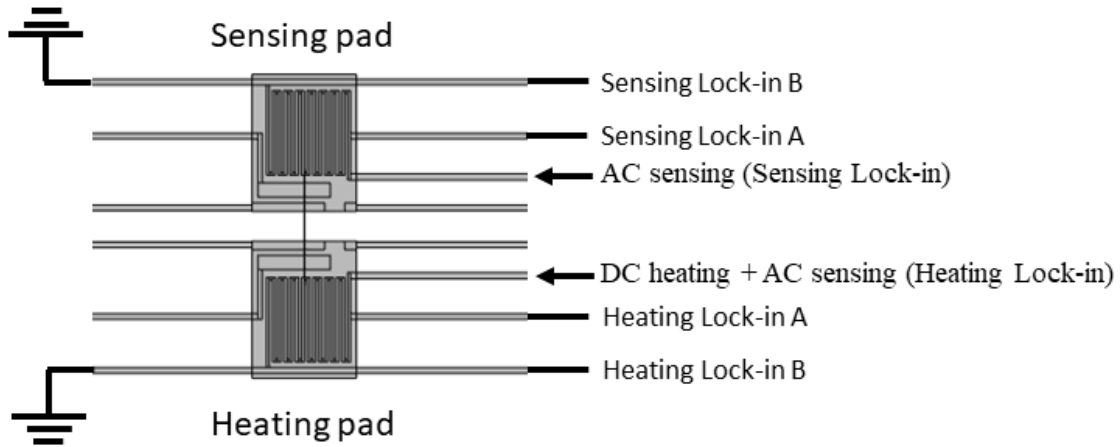 Sensing pad
Sensing Lock-in B
Sensing Lock-in A
AC sensing (Sensing Lock-in)
DC heating + AC sensing (Heating Lock-in)
Heating Lock-in A
Heating Lock-in B
Heating pad